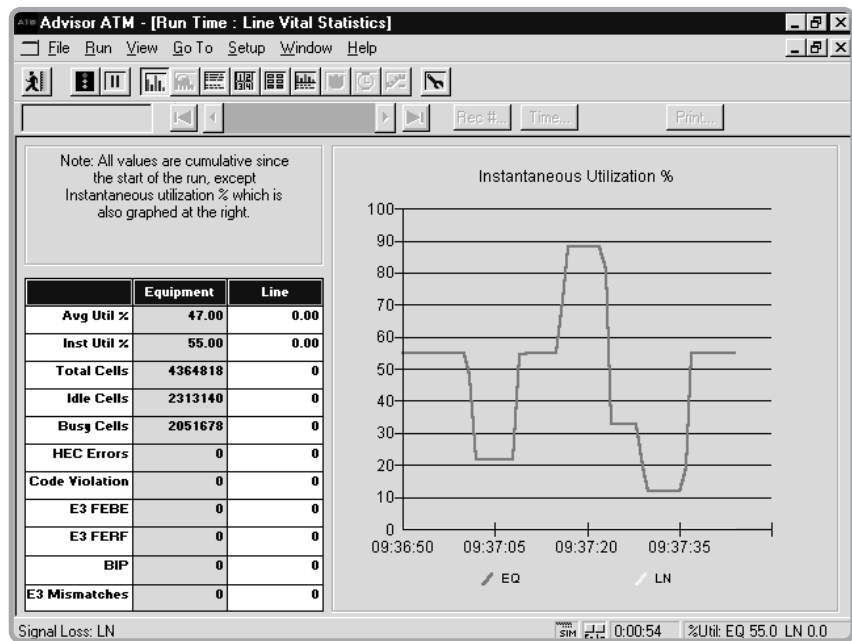 Advisor ATM - [Run Time : Line Vital Statistics]
File Run View Go To Setup Window Help
Rec #... Time... Print...
Note: All values are cumulative since
the start of the run, except
Instantaneous utilization % which is
also graphed at the right.
Equipment Line
Avg Util % 47.00 0.00
Inst Util % 55.00 0.00
Total Cells 4364818 0
Idle Cells 2313140 0
Busy Cells 2051678 0
HEC Errors 0 0
Code Violation 0 0
E3 FEBE 0 0
E3 FERF 0 0
BIP 0 0
E3 Mismatches 0 0
Instantaneous Utilization %
100
90
80
70
60
50
40
30
20
10
0
09:36:50 09:37:05 09:37:20 09:37:35
EQ LN
Signal Loss: LN SIM 0:00:54 %Util: EQ 55.0 LN 0.0